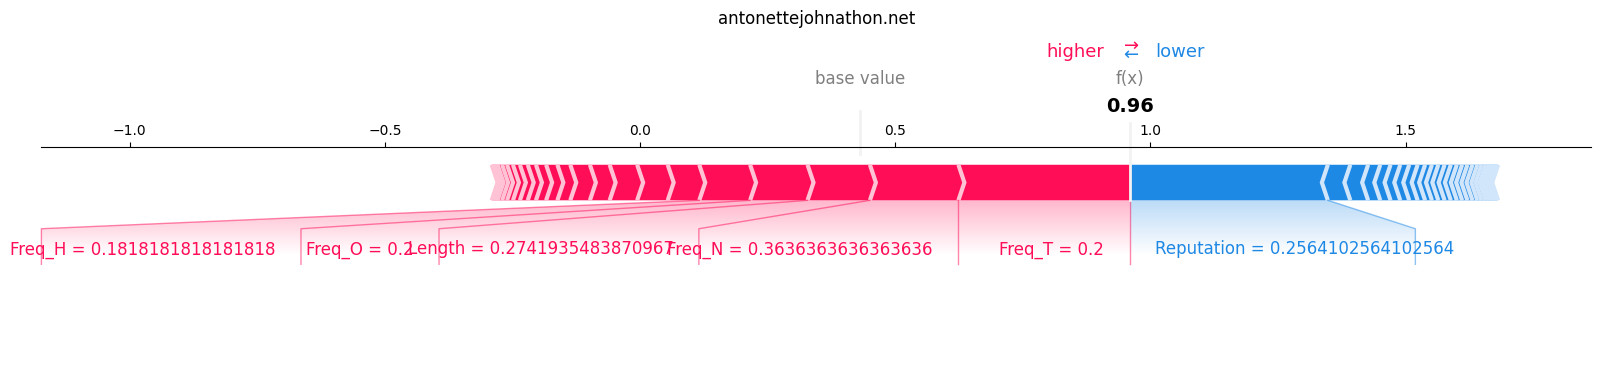 antonettejohnathon.net
higher ⇄ lower
base value f(x)
0.96
−1.0 −0.5 0.0 0.5 1.0 1.5
Freq_H = 0.1818181818181818 Freq_O = 0.2 Length = 0.2741935483870967 Freq_N = 0.3636363636363636 Freq_T = 0.2 Reputation = 0.2564102564102564